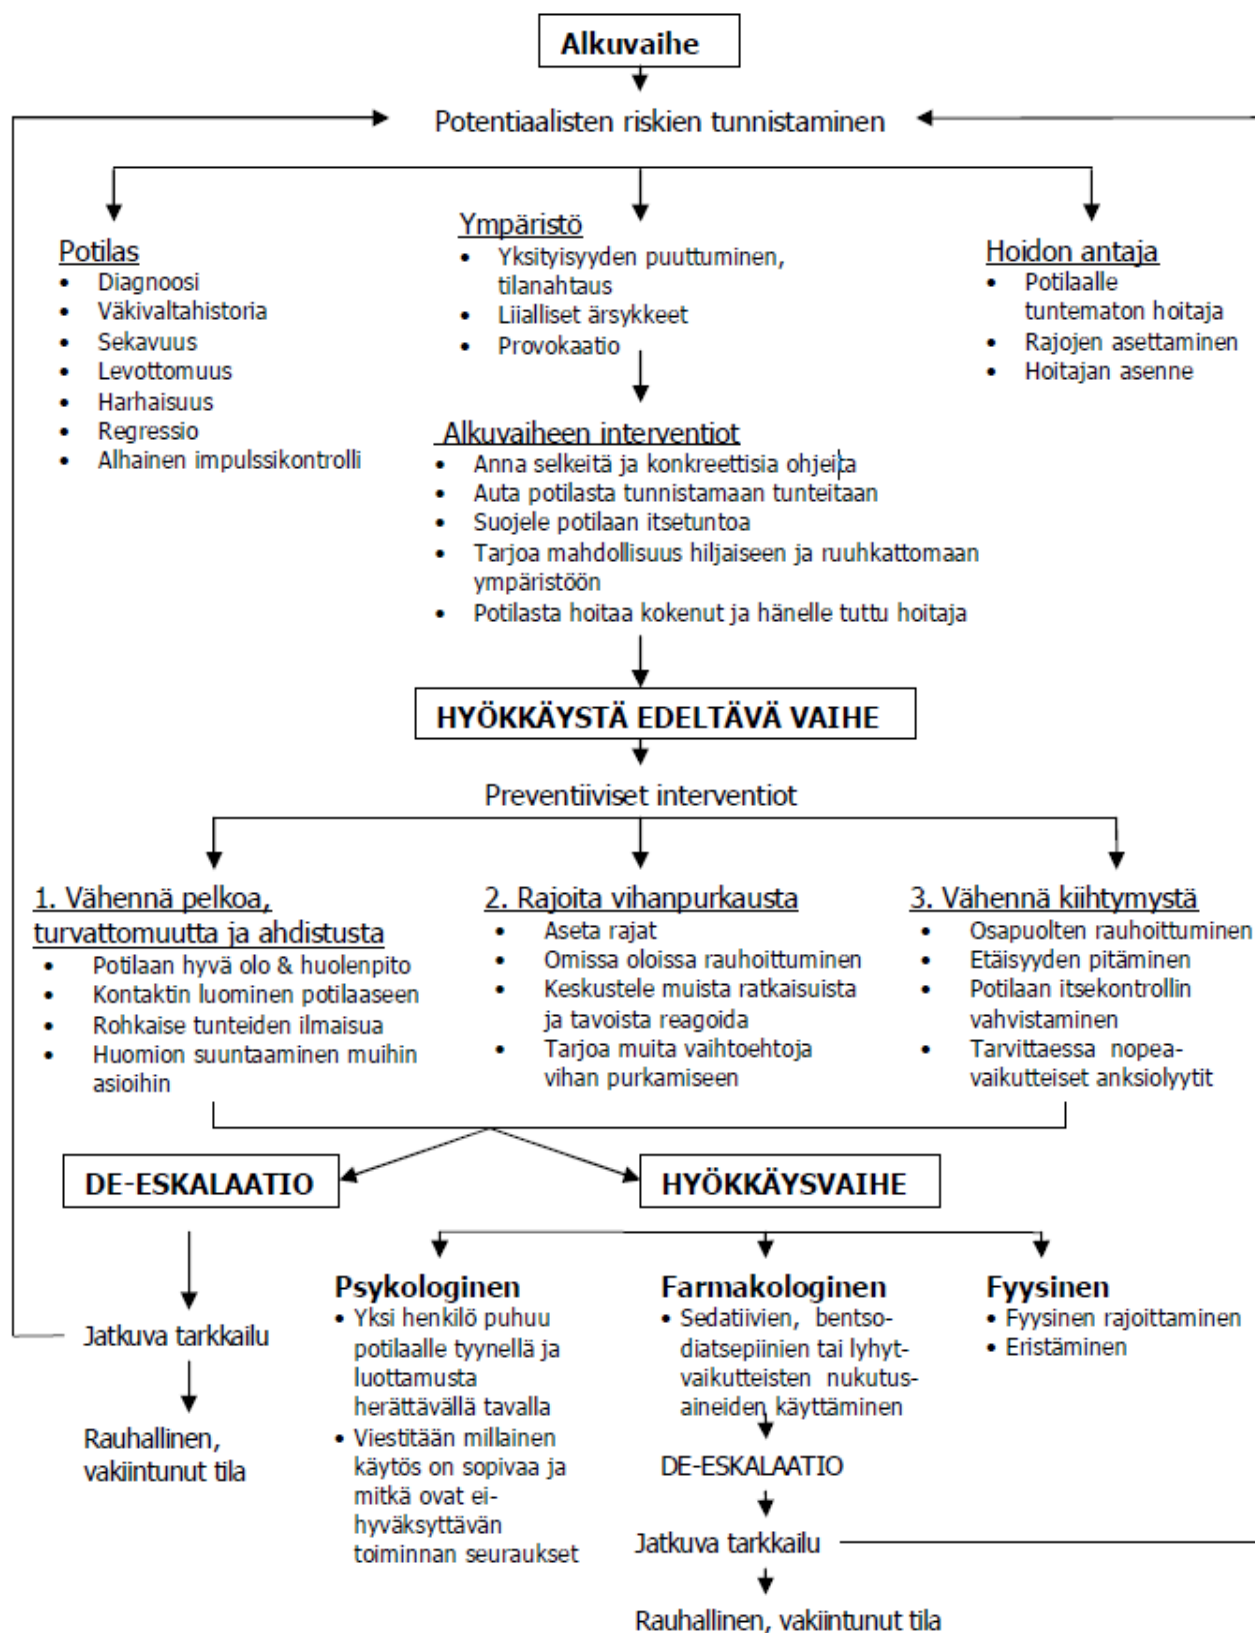 Alkuvaihe
Potentiaalisten riskien tunnistaminen
Potilas
• Diagnoosi
• Väkivaltahistoria
• Sekavuus
• Levottomuus
• Harhaisuus
• Regressio
• Alhainen impulssikontrolli
Ympäristö
• Yksityisyyden puuttuminen,
tilanahtaus
• Liialliset ärsykkeet
• Provokaatio
Hoidon antaja
• Potilaalle
tuntematon hoitaja
• Rajojen asettaminen
• Hoitajan asenne
Alkuvaiheen interventiot
• Anna selkeitä ja konkreettisia ohjeita
• Auta potilasta tunnistamaan tunteitaan
• Suojele potilaan itsetuntoa
• Tarjoa mahdollisuus hiljaiseen ja ruuhkattomaan
ympäristöön
• Potilasta hoitaa kokenut ja hänelle tuttu hoitaja
HYÖKKÄYSTÄ EDELTÄVÄ VAIHE
Preventiiviset interventiot
1. Vähennä pelkoa,
turvattomuutta ja ahdistusta
• Potilaan hyvä olo & huolenpito
• Kontaktin luominen potilaaseen
• Rohkaise tunteiden ilmaisua
• Huomion suuntaaminen muihin
asioihin
2. Rajoita vihanpurkausta
• Aseta rajat
• Omissa oloissa rauhoittuminen
• Keskustele muista ratkaisuista
ja tavoista reagoida
• Tarjoa muita vaihtoehtoja
vihan purkamiseen
3. Vähennä kiihtymystä
• Osapuolten rauhoittuminen
• Etäisyyden pitäminen
• Potilaan itsekontrollin
vahvistaminen
• Tarvittaessa nopea-
vaikutteiset anksiolyytit
DE-ESKALAATIO
HYÖKKÄYSVAIHE
Jatkuva tarkkailu
Rauhallinen,
vakiintunut tila
Psykologinen
• Yksi henkilö puhuu
potilaalle tyynellä ja
luottamusta
herättävällä tavalla
• Viestitään millainen
käytös on sopivaa ja
mitkä ovat ei-
hyväksyttävän
toiminnan seuraukset
Farmakologinen
• Sedatiivien, bentso-
diatsepiinien tai lyhyt-
vaikutteisten nukutus-
aineiden käyttäminen
DE-ESKALAATIO
Jatkuva tarkkailu
Rauhallinen, vakiintunut tila
Fyysinen
• Fyysinen rajoittaminen
• Eristäminen